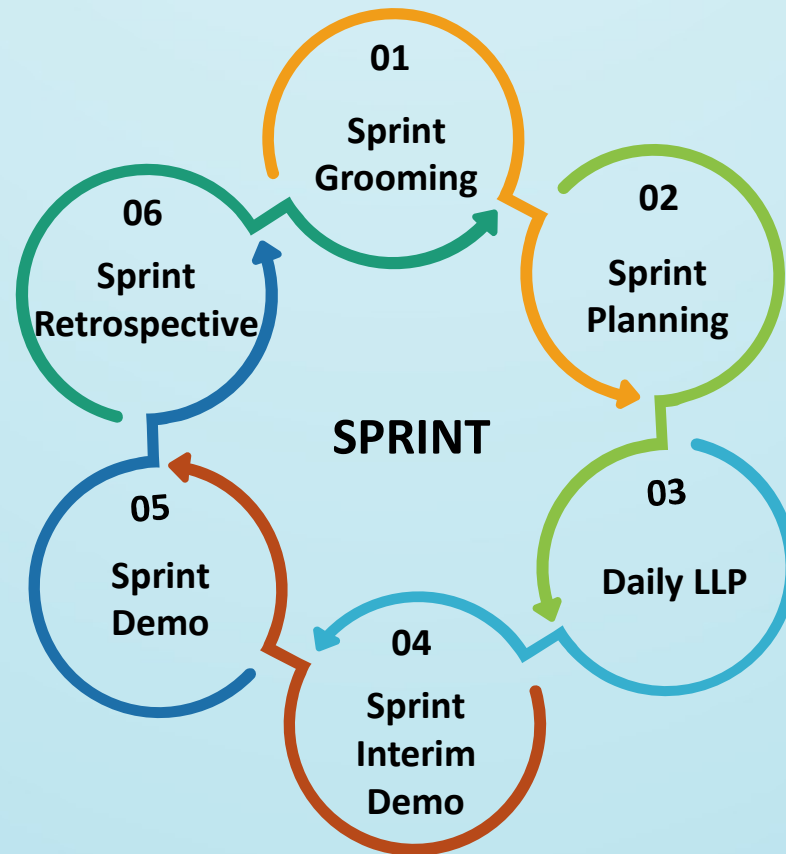 01
Sprint
Grooming
02
Sprint
Planning
03
Daily LLP
04
Sprint
Interim
Demo
05
Sprint
Demo
06
Sprint
Retrospective
SPRINT